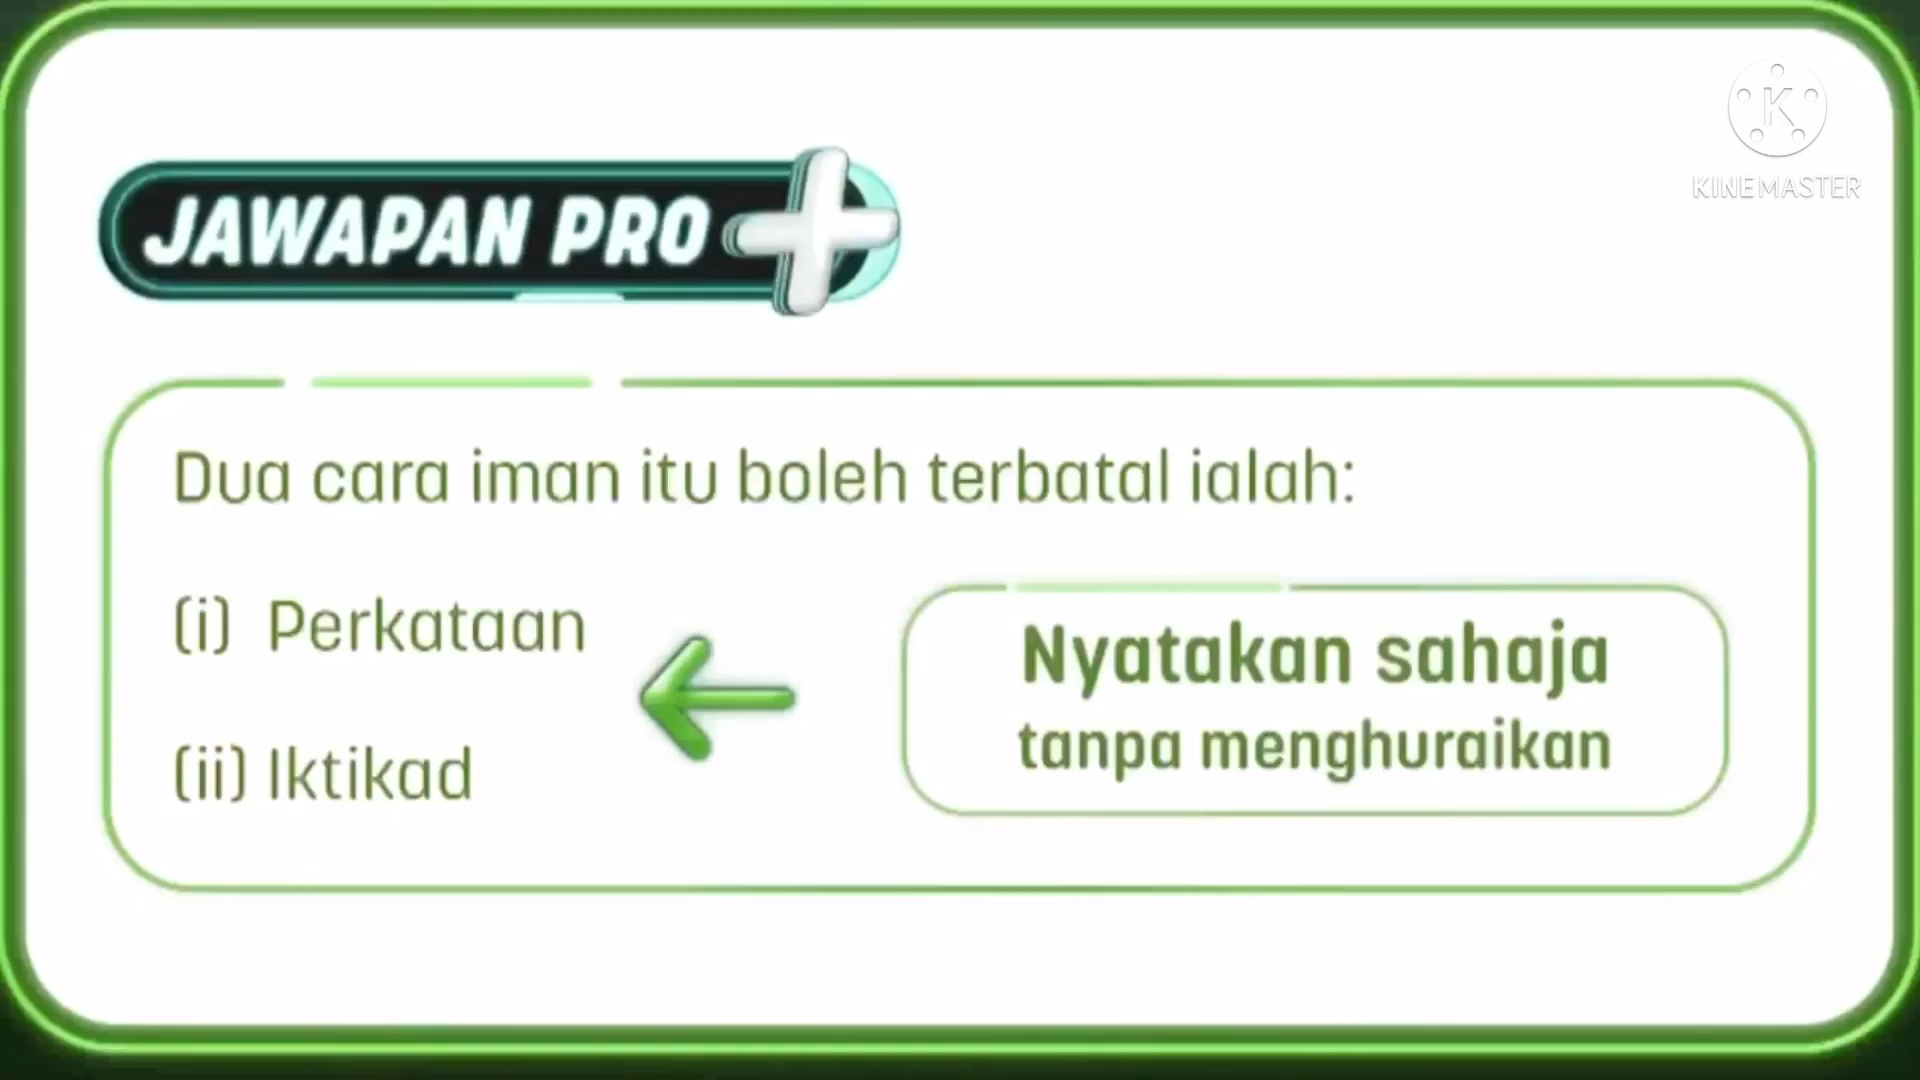 KINEMASTER
JAWAPAN PRO+
Dua cara iman itu boleh terbatal ialah:
(i) Perkataan
(ii) Iktikad
Nyatakan sahaja
tanpa menghuraikan